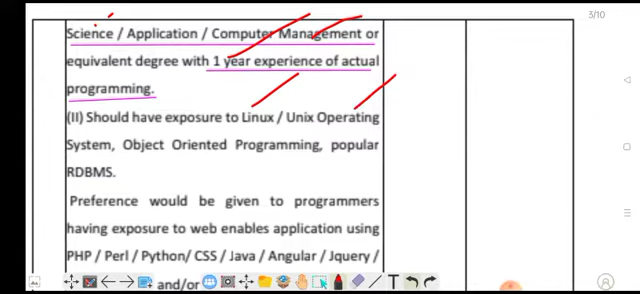 3/10
Science / Application / Computer Management or
equivalent degree with 1 year experience of actual
programming.
(II) Should have exposure to Linux / Unix Operating
System, Object Oriented Programming, popular
RDBMS.
Preference would be given to programmers
having exposure to web enables application using
PHP / Perl / Python/ CSS / Java / Angular / Jquery /
and/or
T